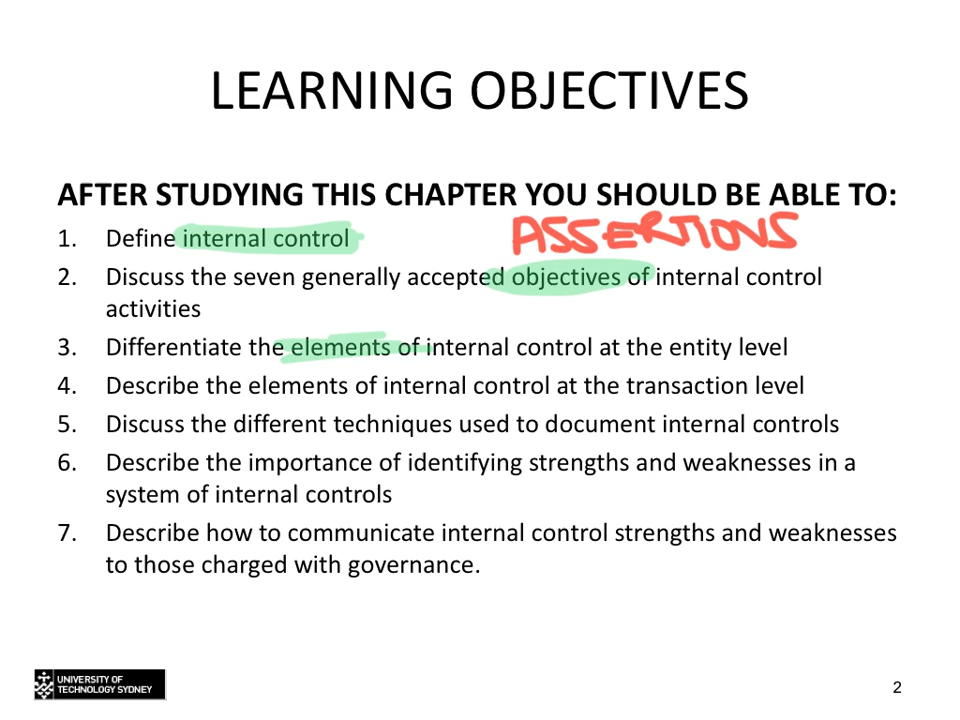 LEARNING OBJECTIVES
AFTER STUDYING THIS CHAPTER YOU SHOULD BE ABLE TO:
1. Define internal control
ASSERTIONS
2. Discuss the seven generally accepted objectives of internal control
activities
3. Differentiate the elements of internal control at the entity level
4. Describe the elements of internal control at the transaction level
5. Discuss the different techniques used to document internal controls
6. Describe the importance of identifying strengths and weaknesses in a
system of internal controls
7. Describe how to communicate internal control strengths and weaknesses
to those charged with governance.
UNIVERSITY OF
TECHNOLOGY SYDNEY
2